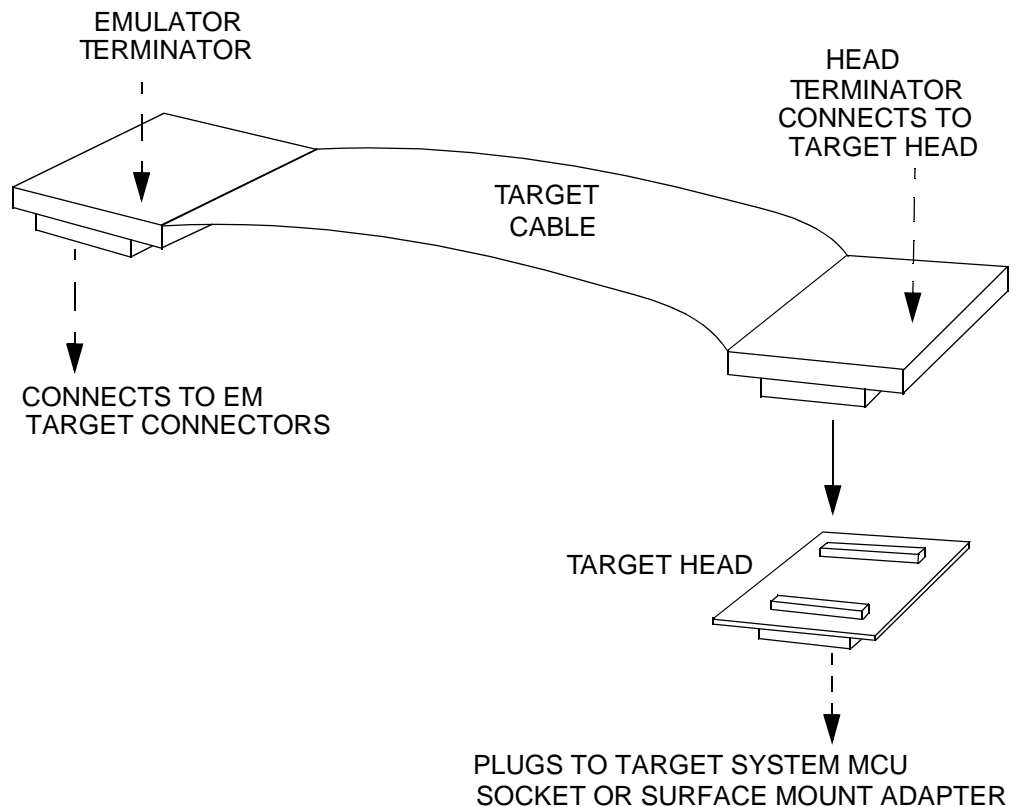 EMULATOR
TERMINATOR
HEAD
TERMINATOR
CONNECTS TO
TARGET HEAD
TARGET
CABLE
CONNECTS TO EM
TARGET CONNECTORS
TARGET HEAD
PLUGS TO TARGET SYSTEM MCU
SOCKET OR SURFACE MOUNT ADAPTER